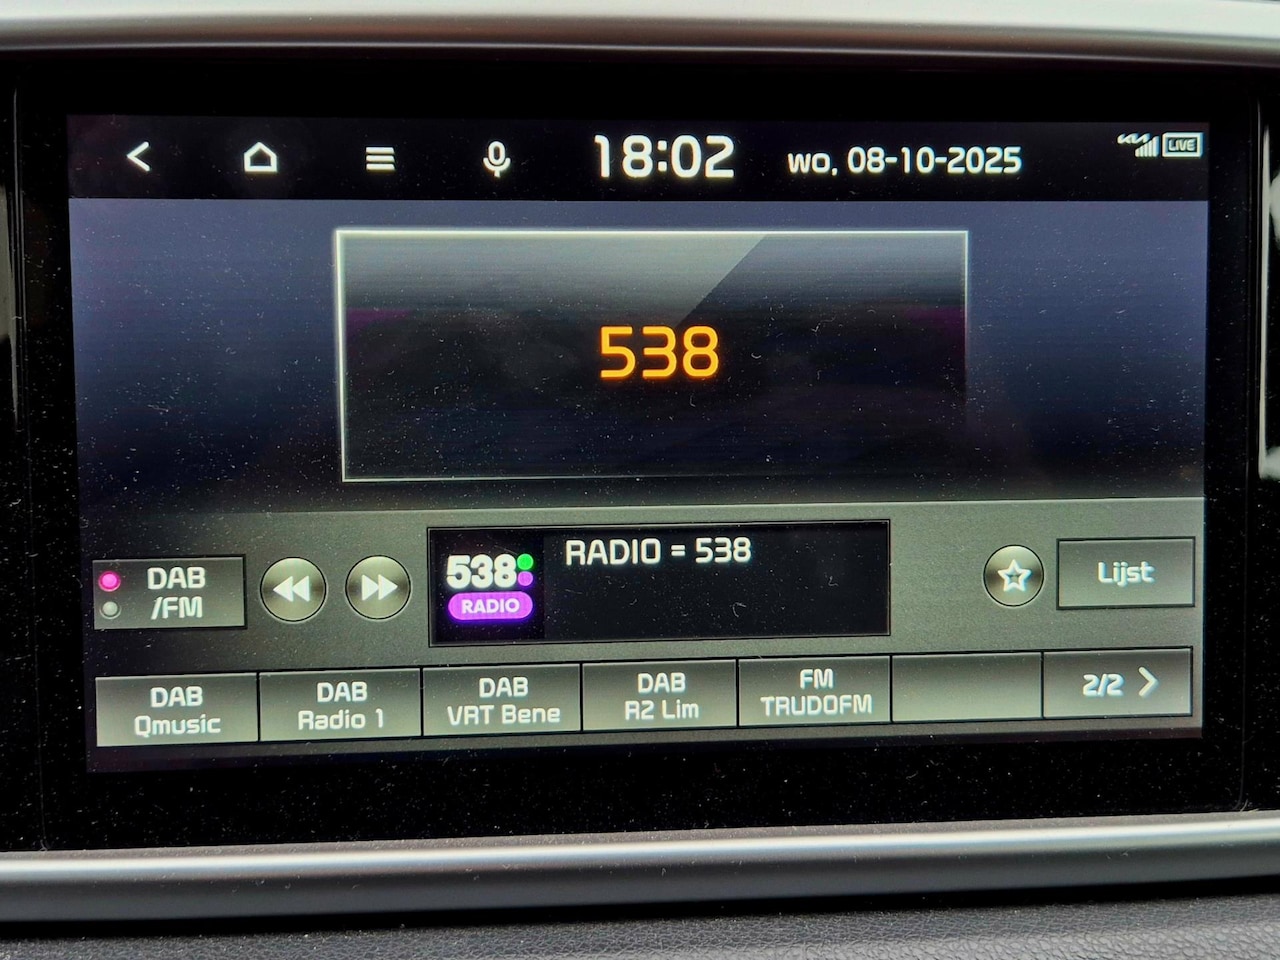 18:02 wo, 08-10-2025
KIA
LIVE
538
DAB
/FM
538
RADIO
RADIO = 538
Lijst
DAB
Qmusic
DAB
Radio 1
DAB
VRT Bene
DAB
R2 Lim
FM
TRUDOFM
2/2